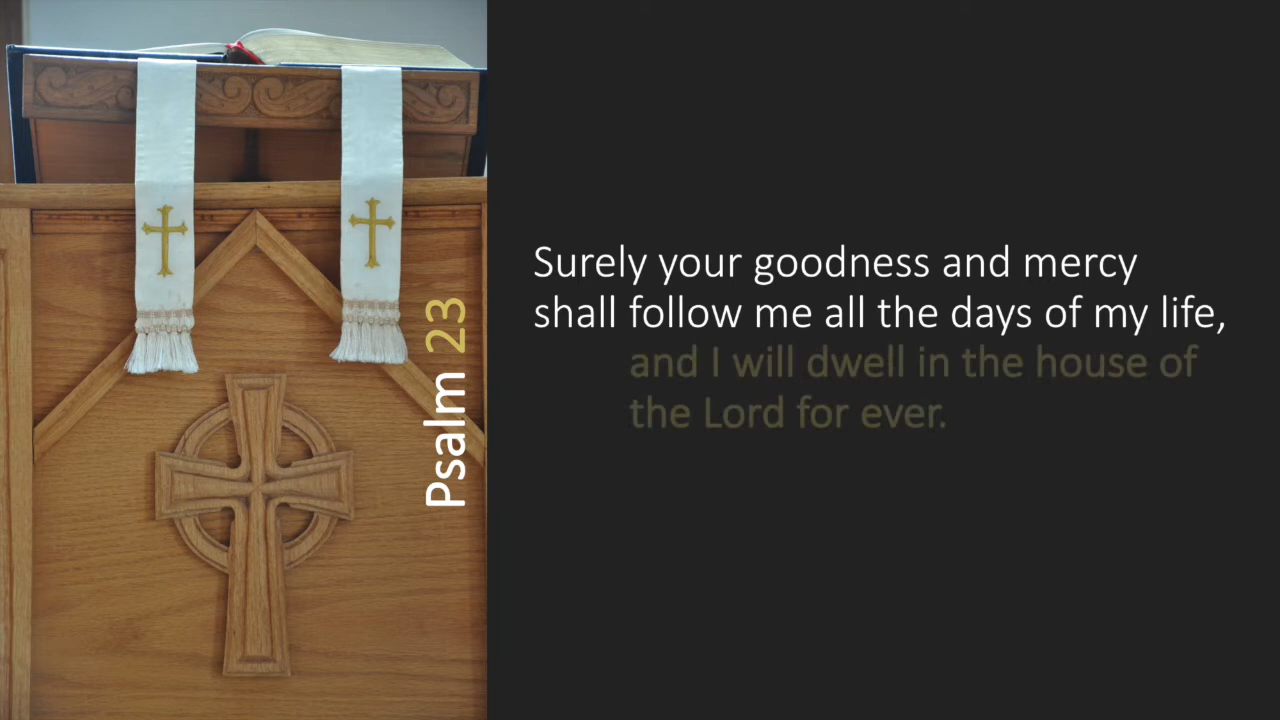 Psalm 23
Surely your goodness and mercy
shall follow me all the days of my life,
and I will dwell in the house of
the Lord for ever.